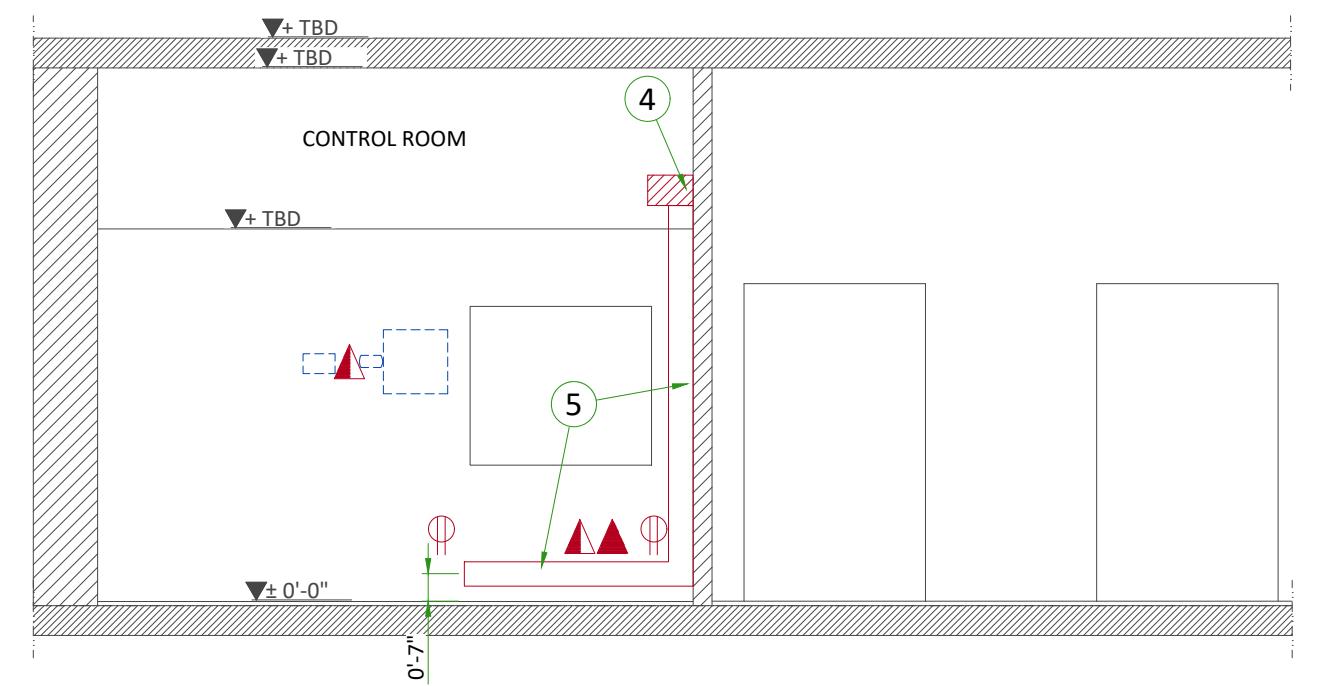 + TBD
+ TBD
4
CONTROL ROOM
+ TBD
5
± 0'-0"
0'-7"